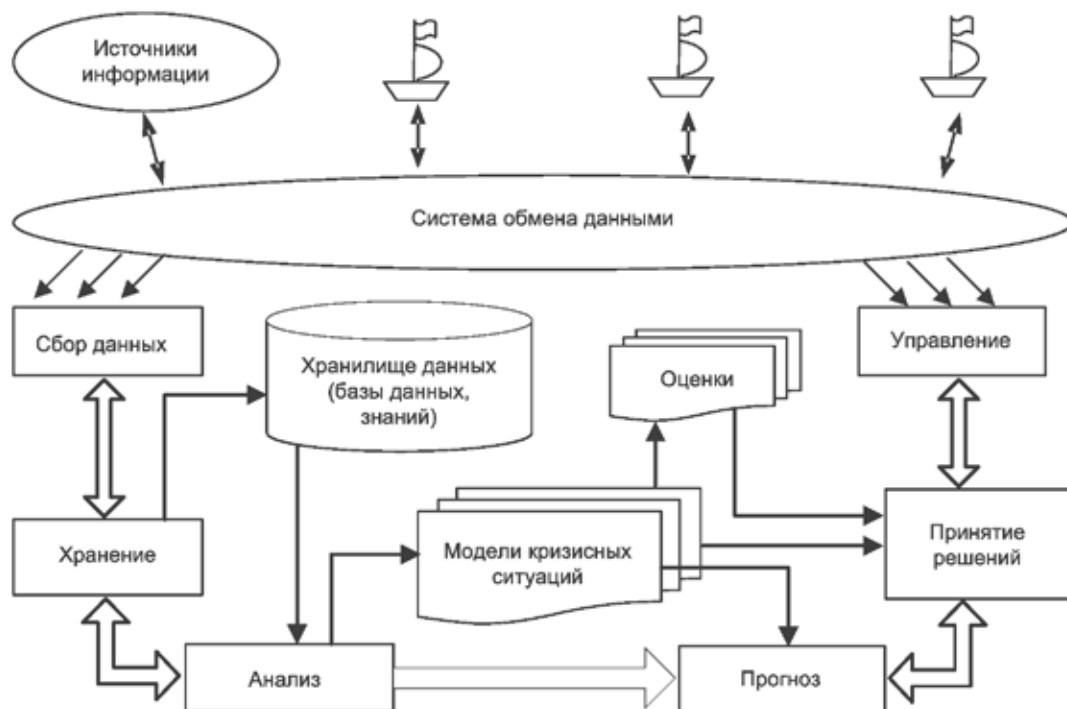 Источники
информации
Система обмена данными
Сбор данных
Хранилище данных
(базы данных,
знаний)
Оценки
Управление
Хранение
Модели кризисных
ситуаций
Принятие
решений
Анализ
Прогноз